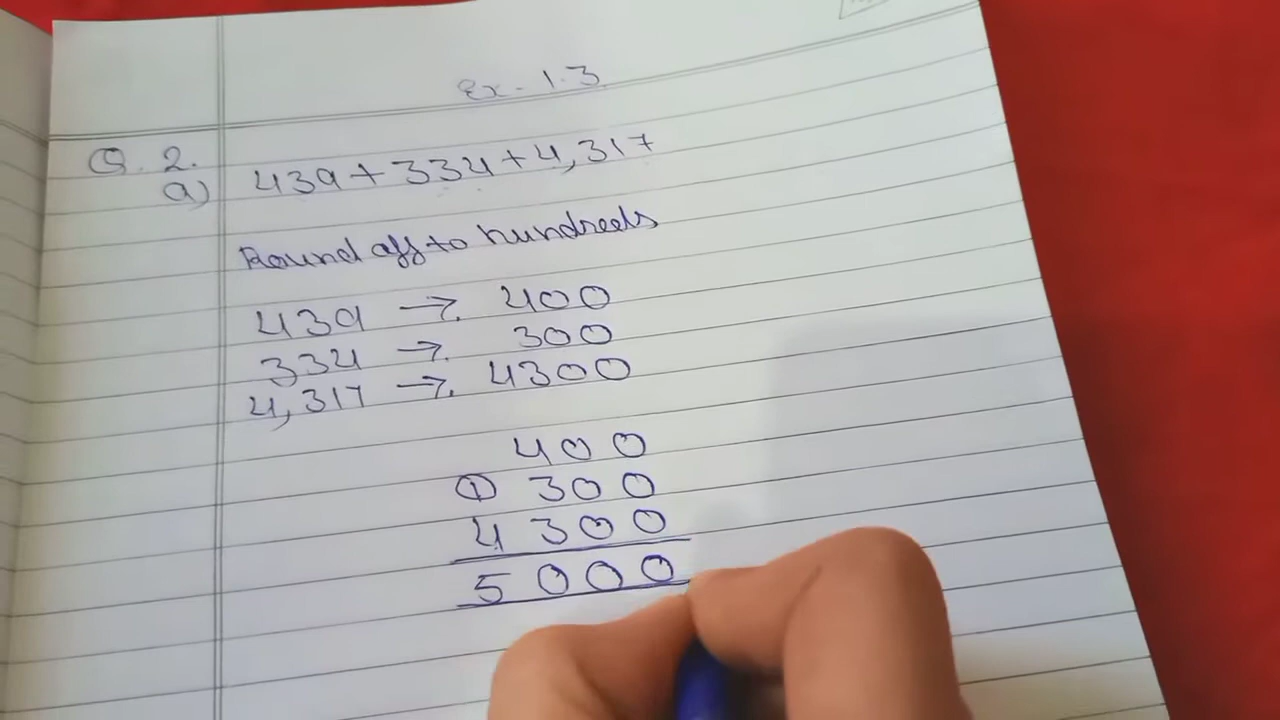 Ex - 1.3
Q. 2.
a) 439 + 334 + 4,317
Round off to hundreds
439 → 400
334 → 300
4,317 → 4300
400
① 300
4300
5000